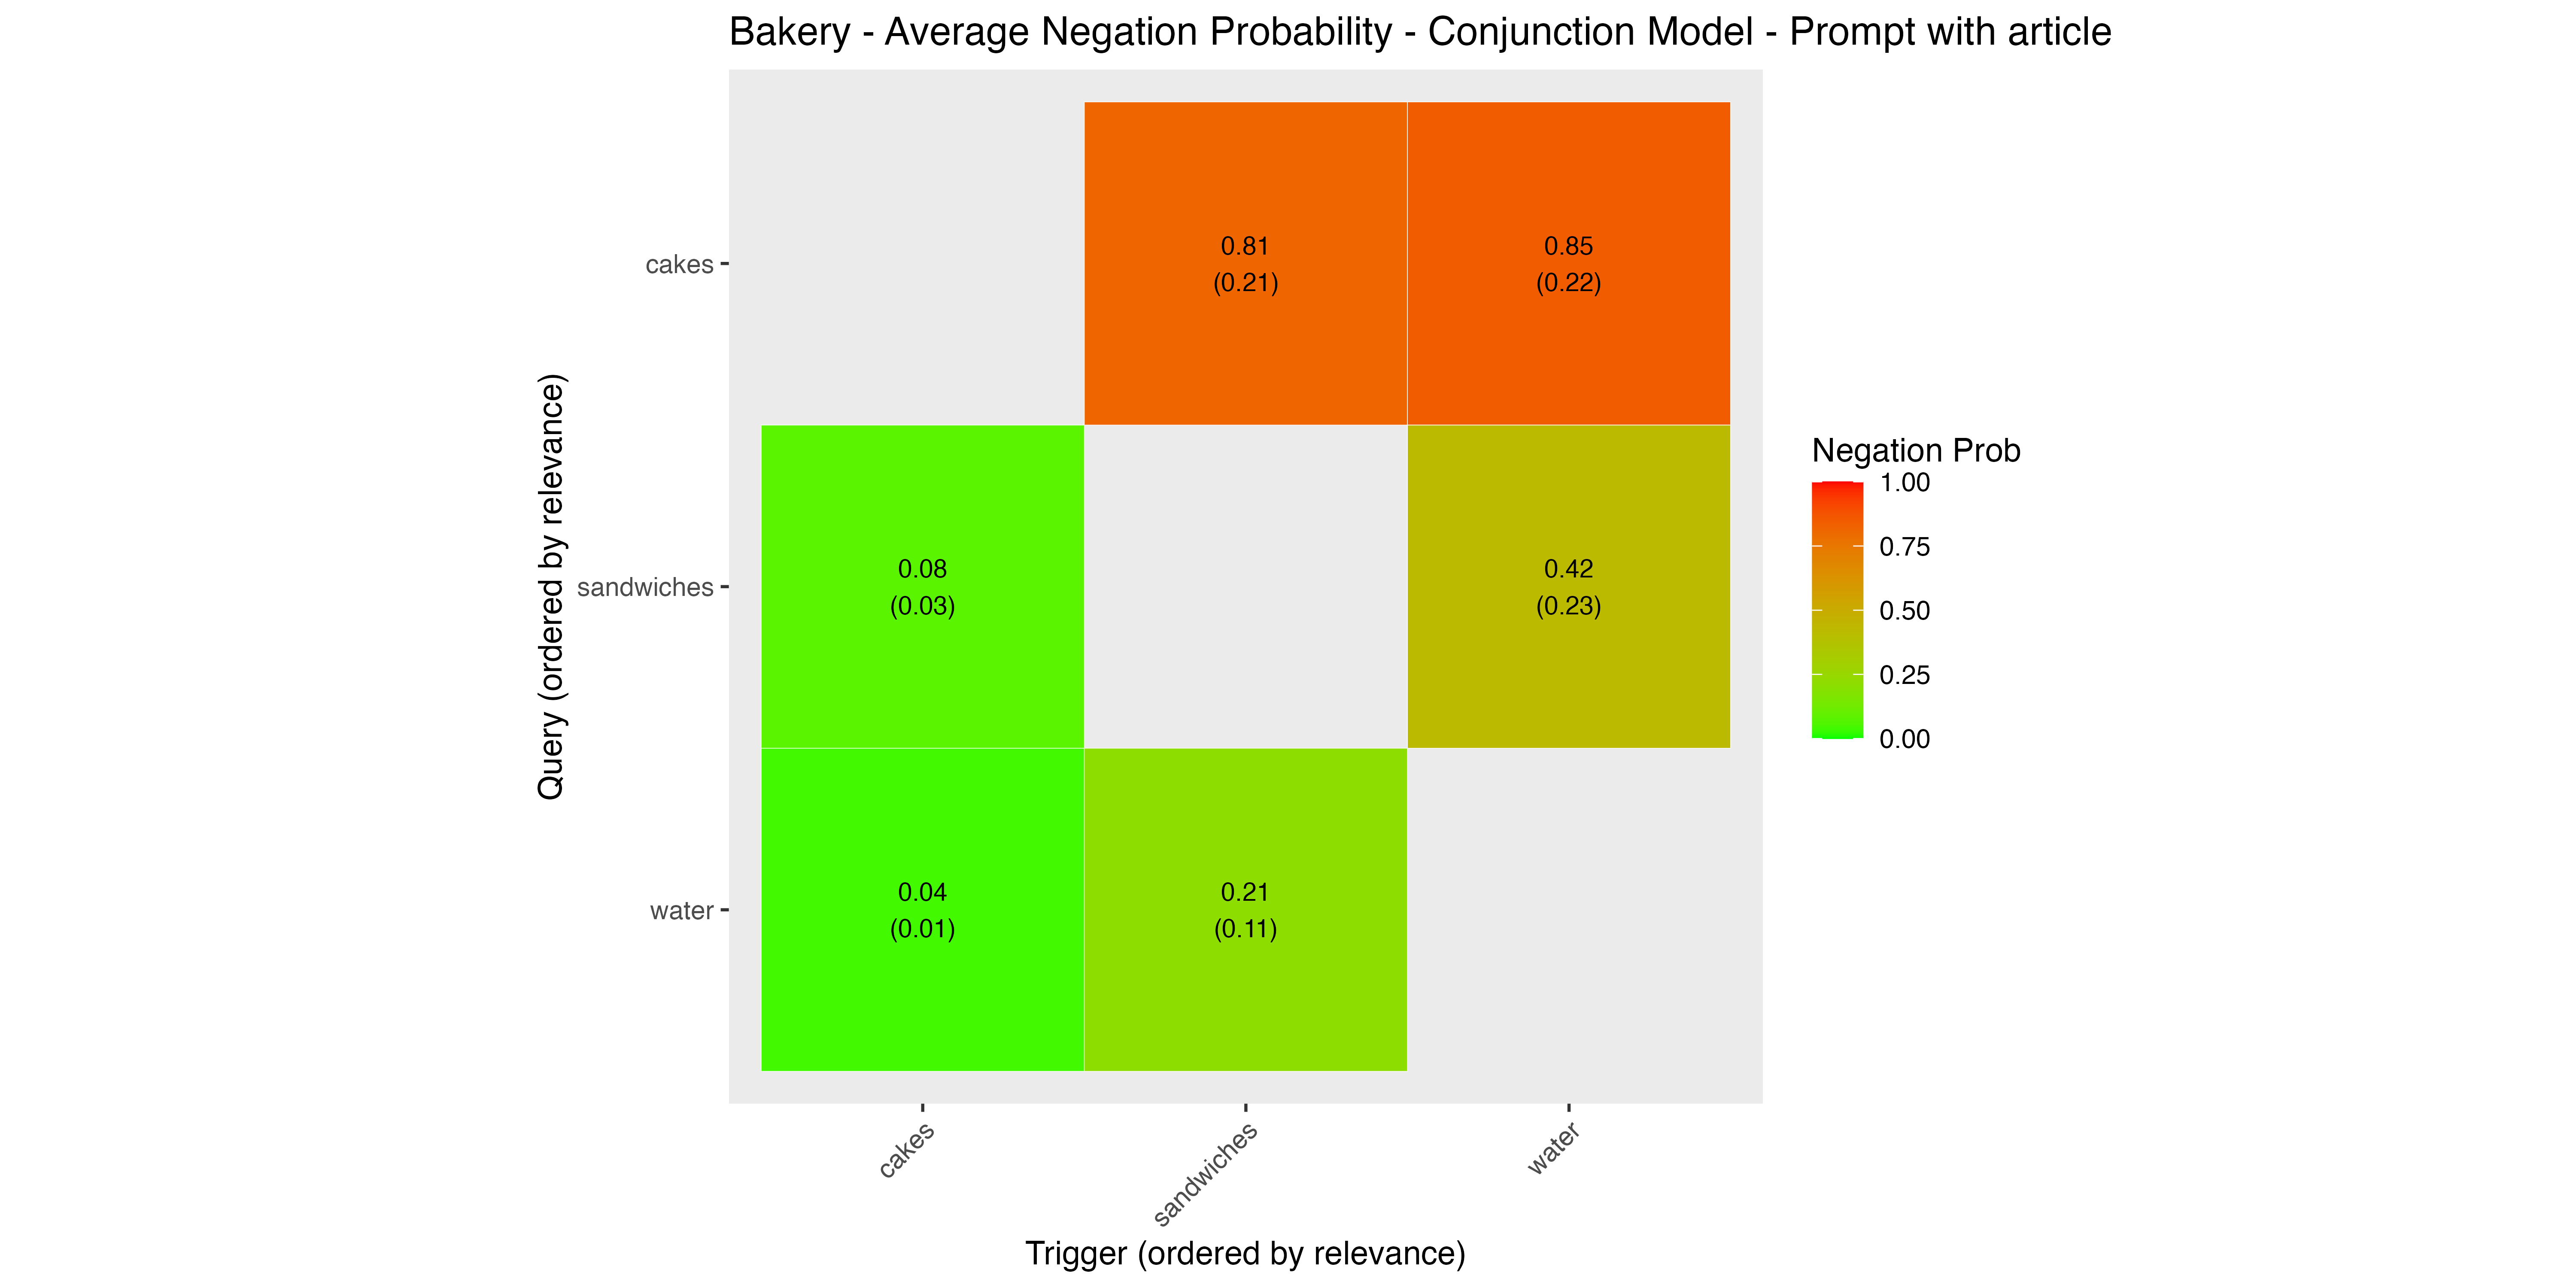 Bakery - Average Negation Probability - Conjunction Model - Prompt with article
Query (ordered by relevance)
cakes
sandwiches
water
0.81
(0.21)
0.85
(0.22)
0.08
(0.03)
0.42
(0.23)
0.04
(0.01)
0.21
(0.11)
cakes
sandwiches
water
Trigger (ordered by relevance)
Negation Prob
1.00
0.75
0.50
0.25
0.00